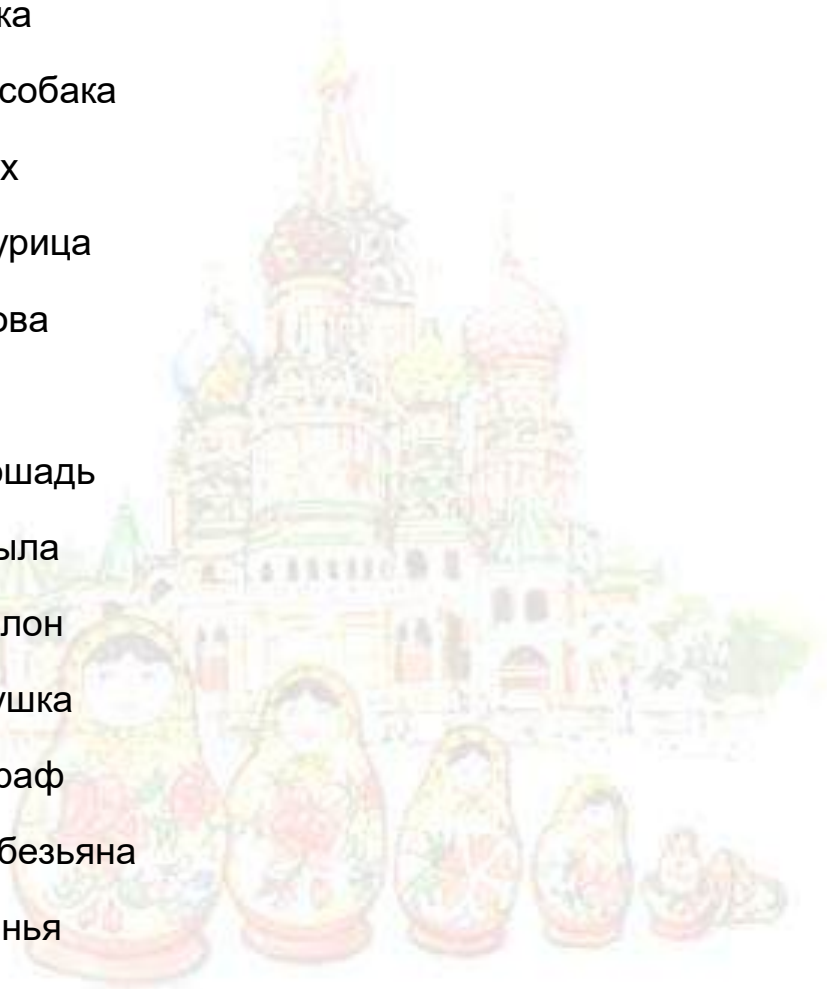 ка
собака
х
урица
ова
ошадь
ыла
лон
ушка
раф
безьяна
нья